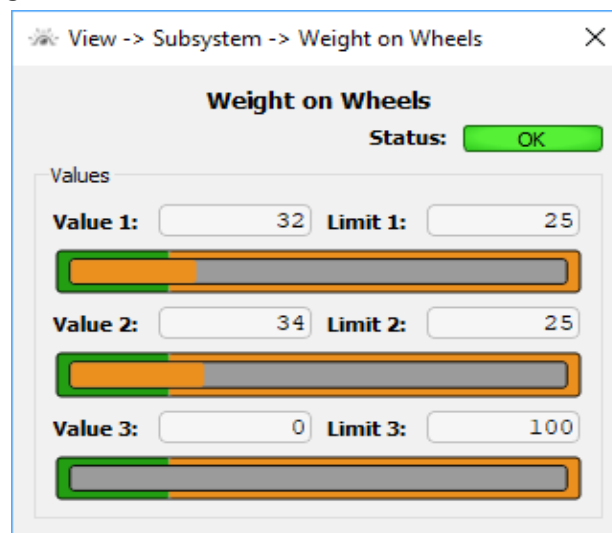 View -> Subsystem -> Weight on Wheels
Weight on Wheels
Status: OK
Values
Value 1: 32 Limit 1: 25
Value 2: 34 Limit 2: 25
Value 3: 0 Limit 3: 100